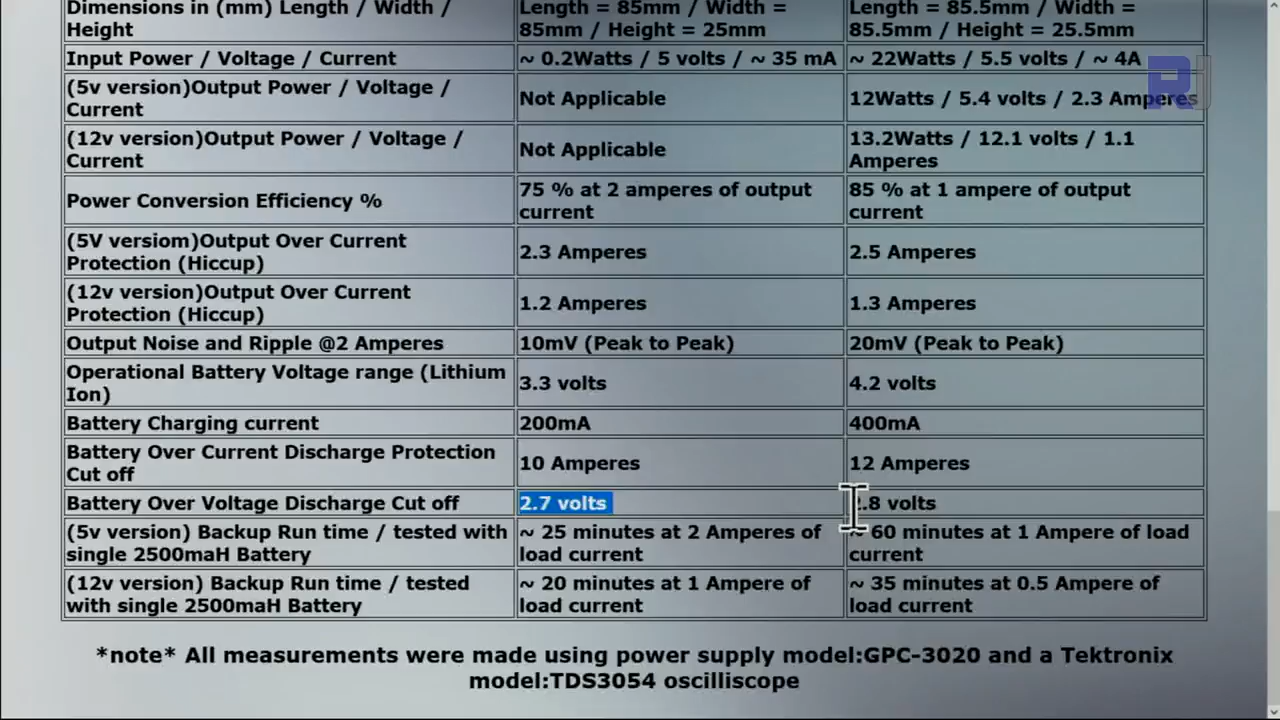 Dimensions in (mm) Length / Width /
Height
Length = 85mm / Width =
85mm / Height = 25mm
Length = 85.5mm / Width =
85.5mm / Height = 25.5mm
Input Power / Voltage / Current
~ 0.2Watts / 5 volts / ~ 35 mA
~ 22Watts / 5.5 volts / ~ 4A
(5v version)Output Power / Voltage /
Current
Not Applicable
12Watts / 5.4 volts / 2.3 Amperes
(12v version)Output Power / Voltage /
Current
Not Applicable
13.2Watts / 12.1 volts / 1.1
Amperes
Power Conversion Efficiency %
75 % at 2 amperes of output
current
85 % at 1 ampere of output
current
(5V versiom)Output Over Current
Protection (Hiccup)
2.3 Amperes
2.5 Amperes
(12v version)Output Over Current
Protection (Hiccup)
1.2 Amperes
1.3 Amperes
Output Noise and Ripple @2 Amperes
10mV (Peak to Peak)
20mV (Peak to Peak)
Operational Battery Voltage range (Lithium
Ion)
3.3 volts
4.2 volts
Battery Charging current
200mA
400mA
Battery Over Current Discharge Protection
Cut off
10 Amperes
12 Amperes
Battery Over Voltage Discharge Cut off
2.7 volts
.8 volts
(5v version) Backup Run time / tested with
single 2500maH Battery
~ 25 minutes at 2 Amperes of
load current
~ 60 minutes at 1 Ampere of load
current
(12v version) Backup Run time / tested
with single 2500maH Battery
~ 20 minutes at 1 Ampere of
load current
~ 35 minutes at 0.5 Ampere of
load current
*note* All measurements were made using power supply model:GPC-3020 and a Tektronix
model:TDS3054 oscilliscope